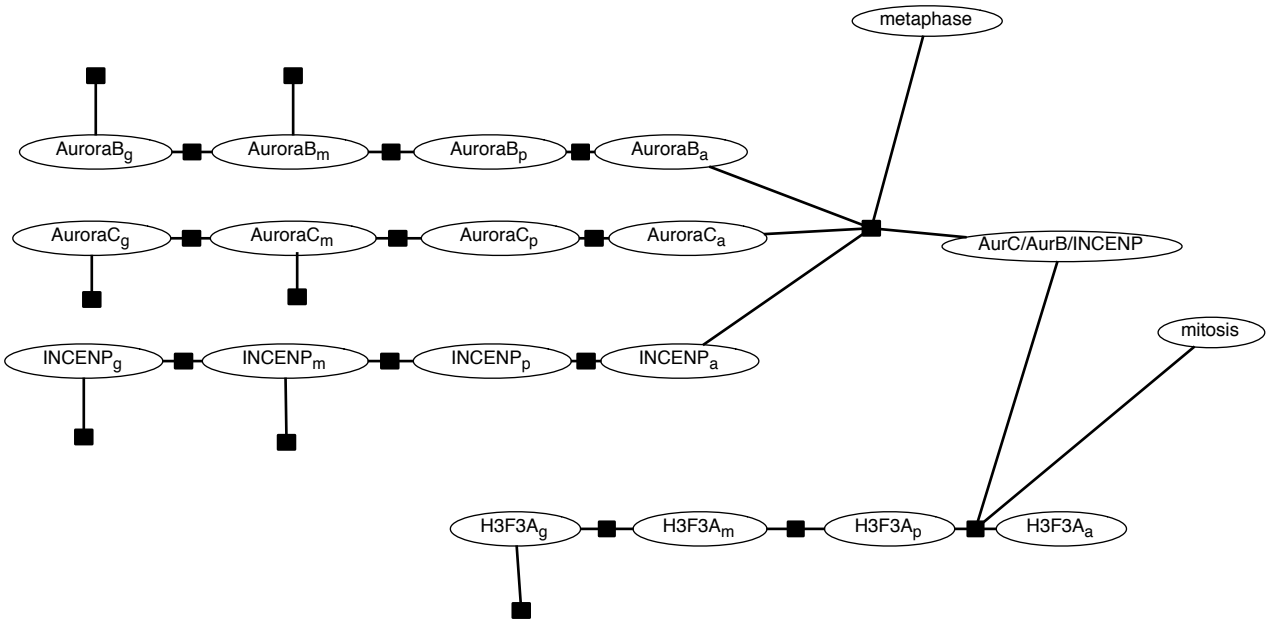 metaphase
AuroraBg AuroraBm AuroraBp AuroraBa
AuroraCg AuroraCm AuroraCp AuroraCa
AurC/AurB/INCENP
mitosis
INCENPg INCENPm INCENPp INCENPa
H3F3Ag H3F3Am H3F3Ap H3F3Aa